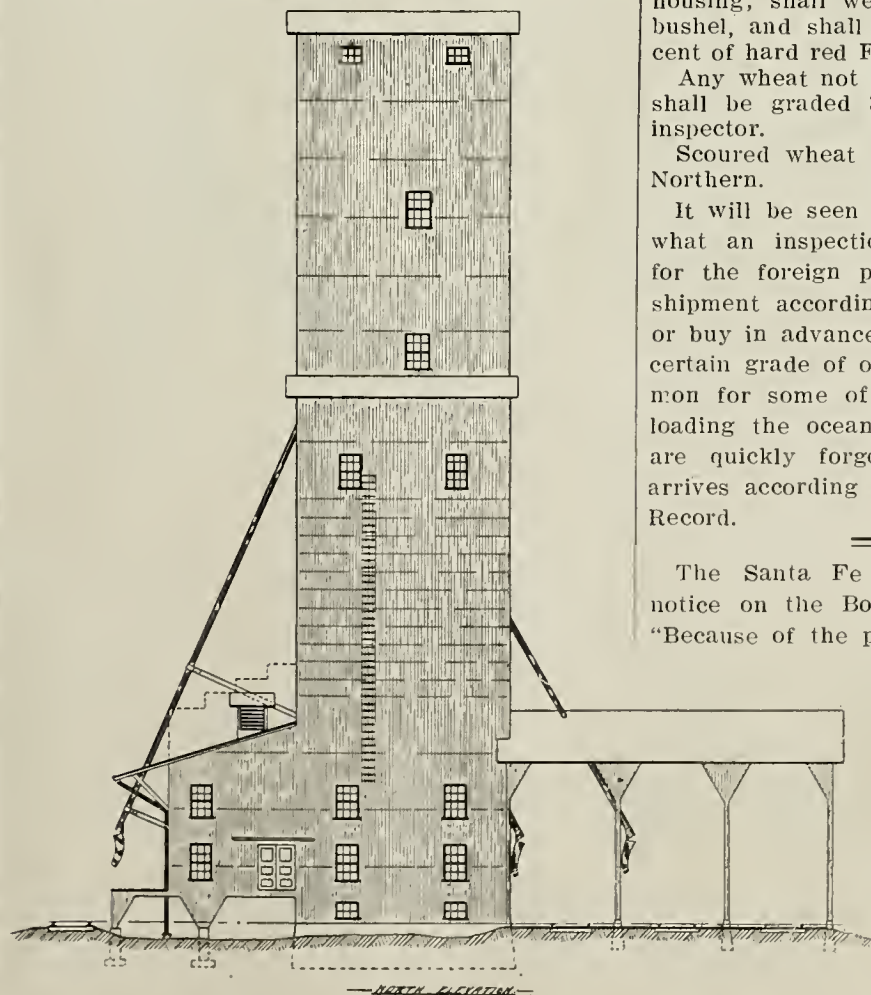 housing, shall we
bushel, and shall
cent of hard red F
Any wheat not
shall be graded
inspector.
Scoured wheat
Northern.
It will be seen
what an inspectio
for the foreign p
shipment accordin
or buy in advance
certain grade of o
mon for some of
loading the ocean
are quickly forge
arrives according
Record.
The Santa Fe
notice on the Bo
"Because of the p
NORTH ELEVATION.